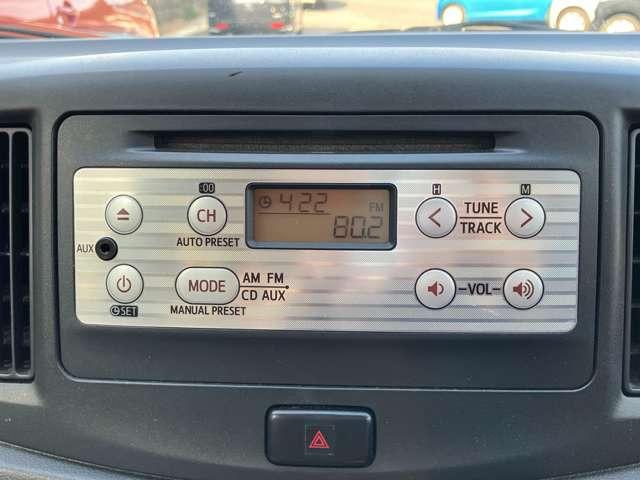 :00
H
M
CH
4:22
FM
80.2
TUNE
TRACK
AUX
AUTO PRESET
MODE
AM FM
CD AUX
-VOL-
SET
MANUAL PRESET